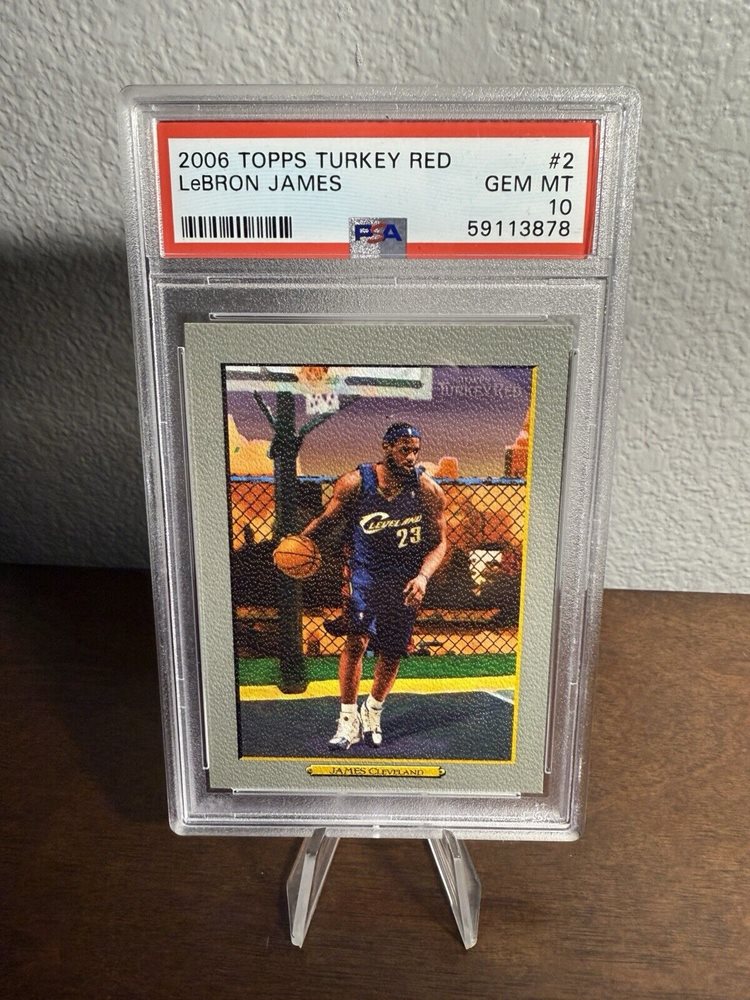 2006 TOPPS TURKEY RED #2
LeBRON JAMES GEM MT
10
PSA 59113878
TURKEY RED
CLEVELAND
23
JAMES CLEVELAND